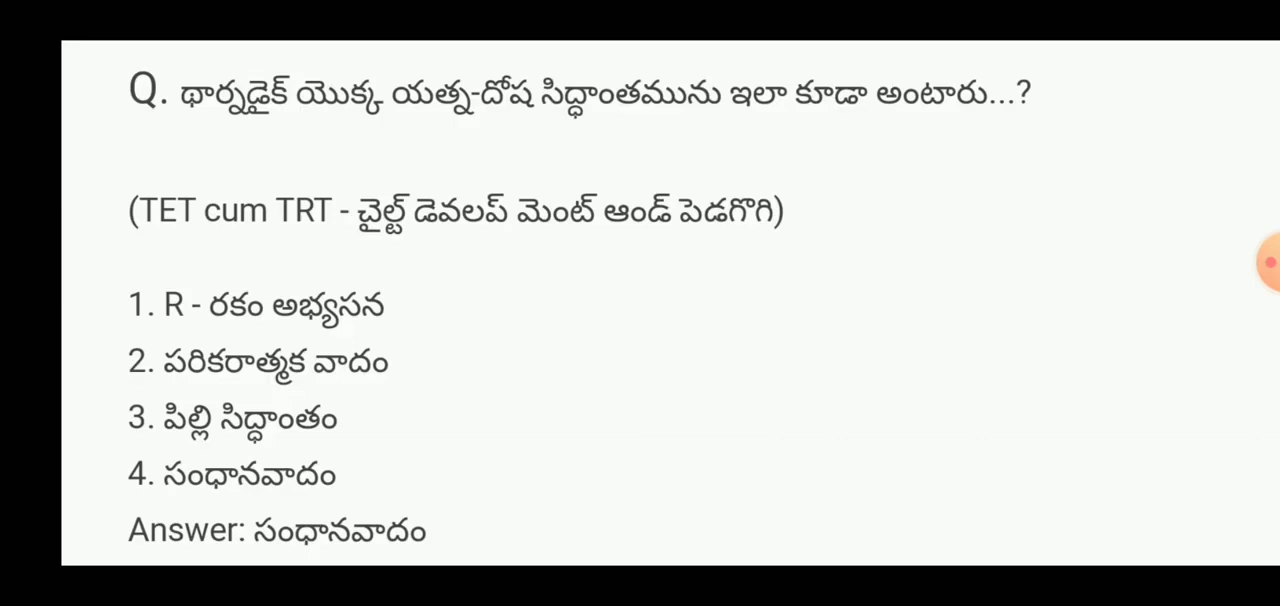 Q. థార్నడైక్ యొక్క యత్న-దోష సిద్ధాంతమును ఇలా కూడా అంటారు...?
(TET cum TRT - చైల్ట్ డెవలప్ మెంట్ ఆండ్ పెడగొగి)
1. R - రకం అభ్యసన
2. పరికరాత్మక వాదం
3. పిల్లి సిద్ధాంతం
4. సంధానవాదం
Answer: సంధానవాదం